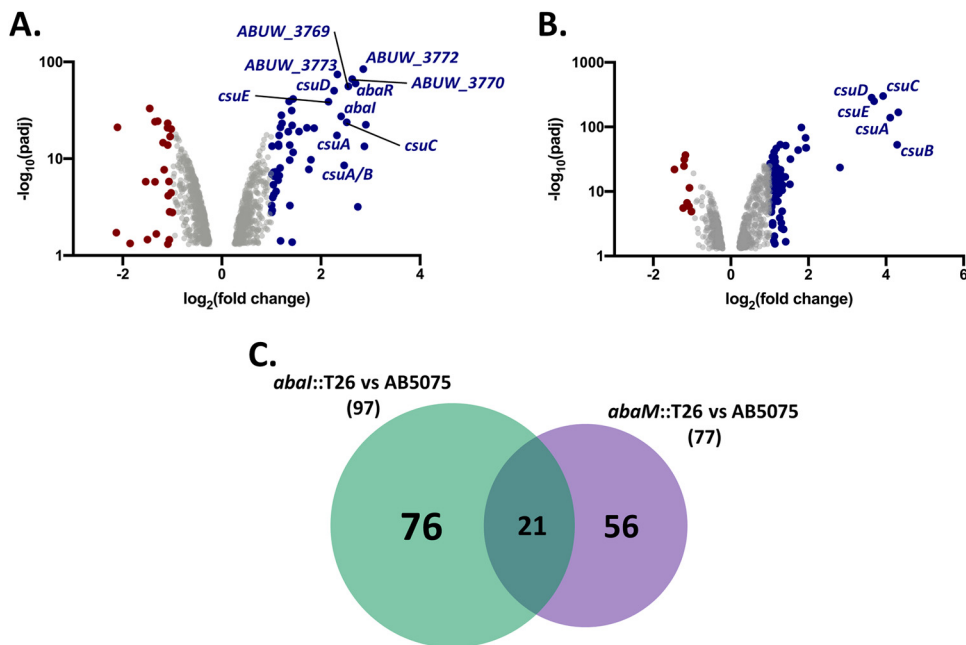 A.
ABUW_3769
ABUW_3772
ABUW_3773
ABUW_3770
csuD
abaR
csuE
abaI
csuA
csuC
csuA/B
100
10
1
-log10(padj)
-2
0
2
4
log2(fold change)
B.
1000
100
10
1
-log10(padj)
csuD
csuC
csuE
csuA
csuB
-2
0
2
4
6
log2(fold change)
C.
abaI::T26 vs AB5075
(97)
abaM::T26 vs AB5075
(77)
76
21
56